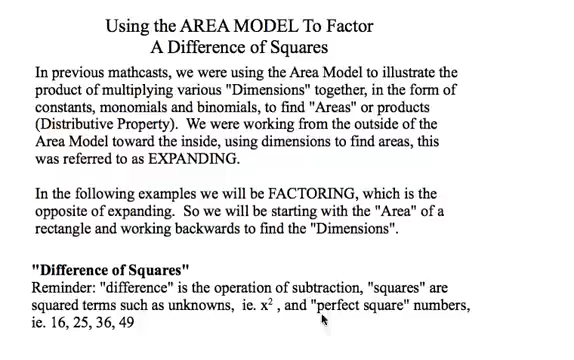 Using the AREA MODEL To Factor
A Difference of Squares
In previous mathcasts, we were using the Area Model to illustrate the
product of multiplying various "Dimensions" together, in the form of
constants, monomials and binomials, to find "Areas" or products
(Distributive Property). We were working from the outside of the
Area Model toward the inside, using dimensions to find areas, this
was referred to as EXPANDING.
In the following examples we will be FACTORING, which is the
opposite of expanding. So we will be starting with the "Area" of a
rectangle and working backwards to find the "Dimensions".
"Difference of Squares"
Reminder: "difference" is the operation of subtraction, "squares" are
squared terms such as unknowns, ie. x² , and "perfect square" numbers,
ie. 16, 25, 36, 49